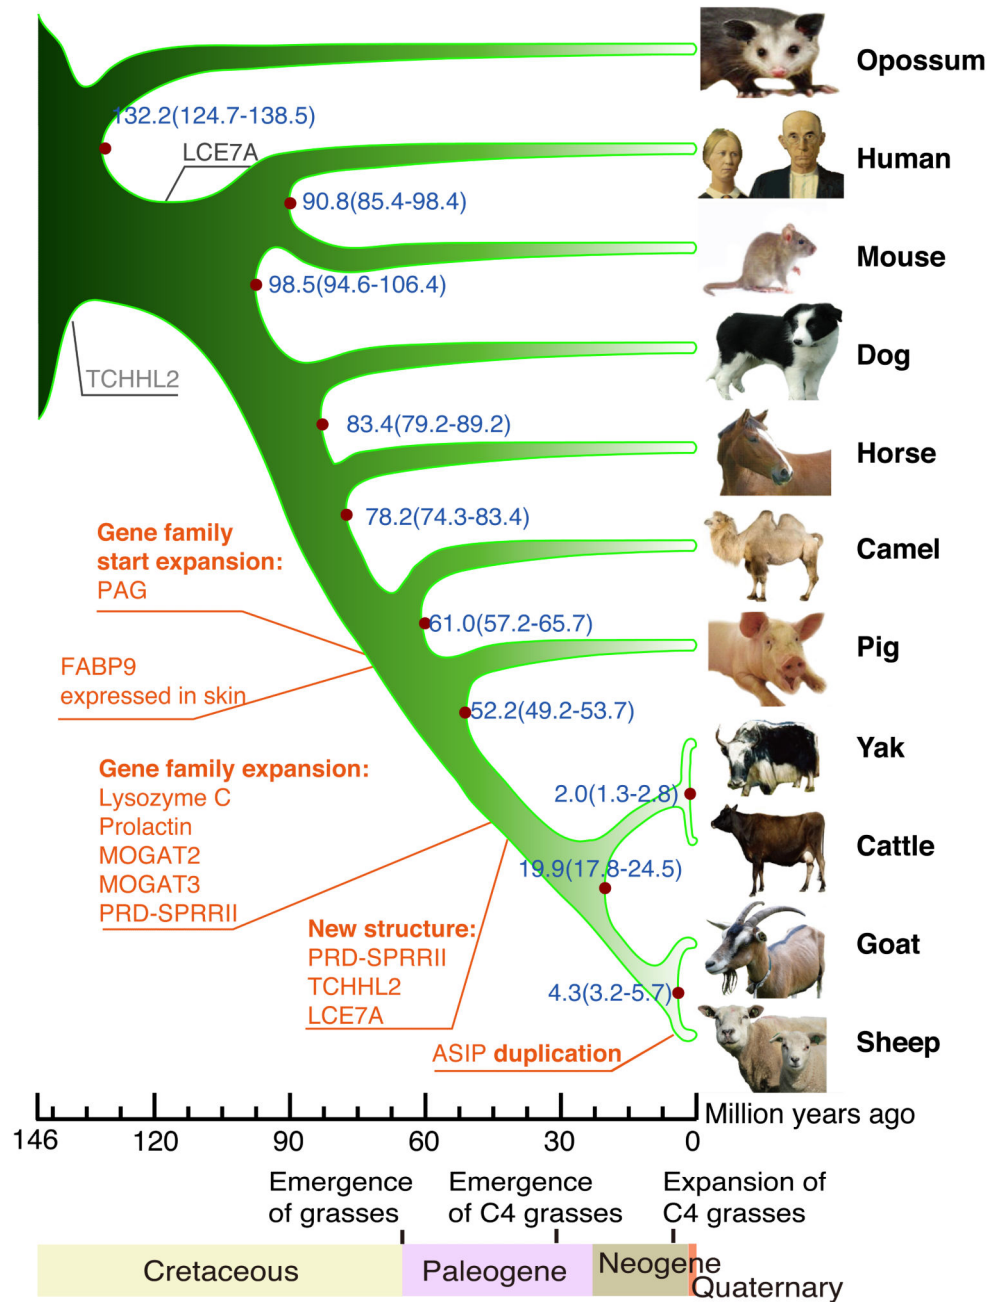 Opossum
132.2(124.7-138.5)
LCE7A
Human
90.8(85.4-98.4)
Mouse
98.5(94.6-106.4)
Dog
TCHHL2
83.4(79.2-89.2)
Horse
78.2(74.3-83.4)
Gene family
start expansion:
PAG
Camel
61.0(57.2-65.7)
FABP9
expressed in skin
Pig
52.2(49.2-53.7)
Yak
Gene family expansion:
Lysozyme C
Prolactin
MOGAT2
MOGAT3
PRD-SPRRII
2.0(1.3-2.8)
Cattle
19.9(17.8-24.5)
New structure:
PRD-SPRRII
TCHHL2
LCE7A
Goat
4.3(3.2-5.7)
Sheep
ASIP duplication
Million years ago
146 120 90 60 30 0
Emergence
of grasses
Emergence
of C4 grasses
Expansion of
C4 grasses
Cretaceous
Paleogene
Neogene
Quaternary